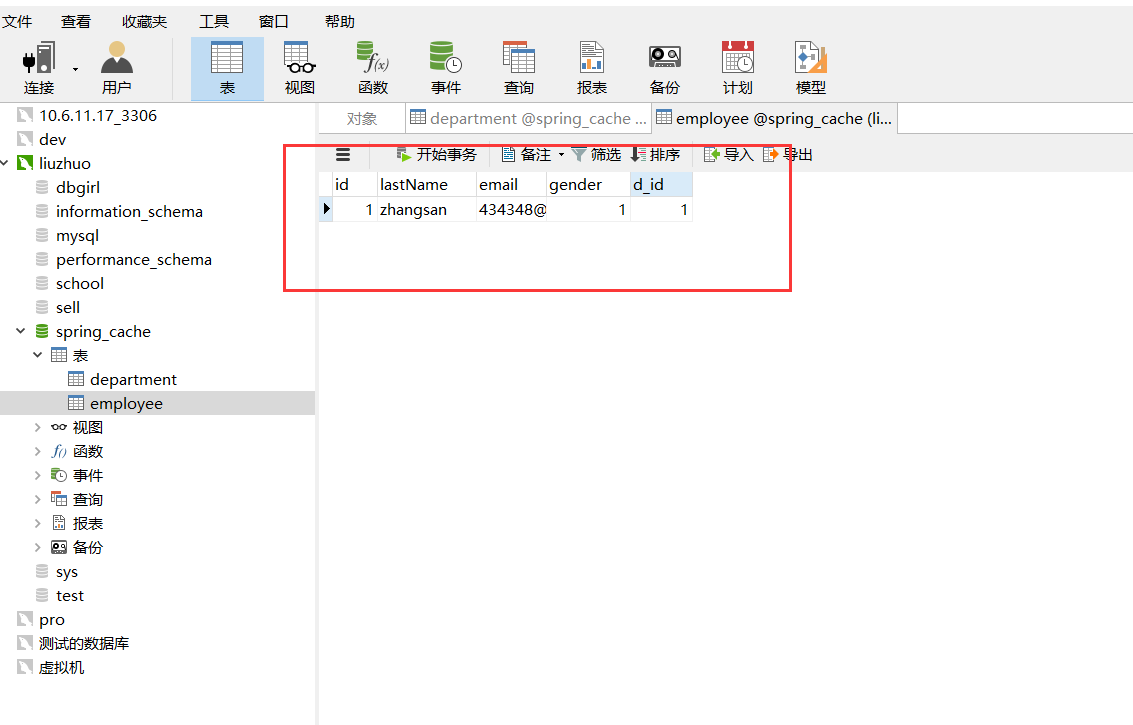 文件 查看 收藏夹 工具 窗口 帮助
连接 用户 表 视图 函数 事件 查询 报表 备份 计划 模型
10.6.11.17_3306
dev
liuzhuo
dbgirl
information_schema
mysql
performance_schema
school
sell
spring_cache
表
department
employee
视图
函数
事件
查询
报表
备份
sys
test
pro
测试的数据库
虚拟机
对象 department @spring_cache ... employee @spring_cache (li...
开始事务 备注 筛选 排序 导入 导出
id lastName email gender d_id
1 zhangsan 434348@ 1 1